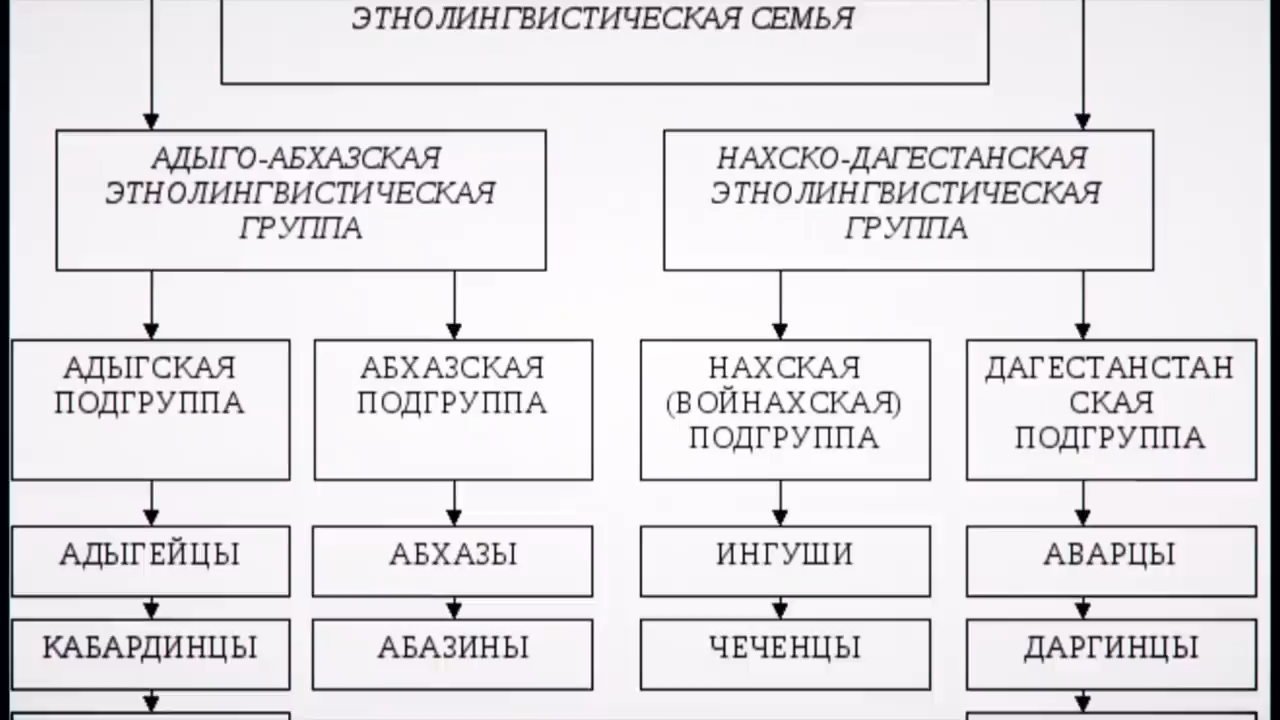 ЭТНОЛИНГВИСТИЧЕСКАЯ СЕМЬЯ
АДЫГО-АБХАЗСКАЯ
ЭТНОЛИНГВИСТИЧЕСКАЯ
ГРУППА
НАХСКО-ДАГЕСТАНСКАЯ
ЭТНОЛИНГВИСТИЧЕСКАЯ
ГРУППА
АДЫГСКАЯ
ПОДГРУППА
АБХАЗСКАЯ
ПОДГРУППА
НАХСКАЯ
(ВОЙНАХСКАЯ)
ПОДГРУППА
ДАГЕСТАНСТАН
СКАЯ
ПОДГРУППА
АДЫГЕЙЦЫ
АБХАЗЫ
ИНГУШИ
АВАРЦЫ
КАБАРДИНЦЫ
АБАЗИНЫ
ЧЕЧЕНЦЫ
ДАРГИНЦЫ